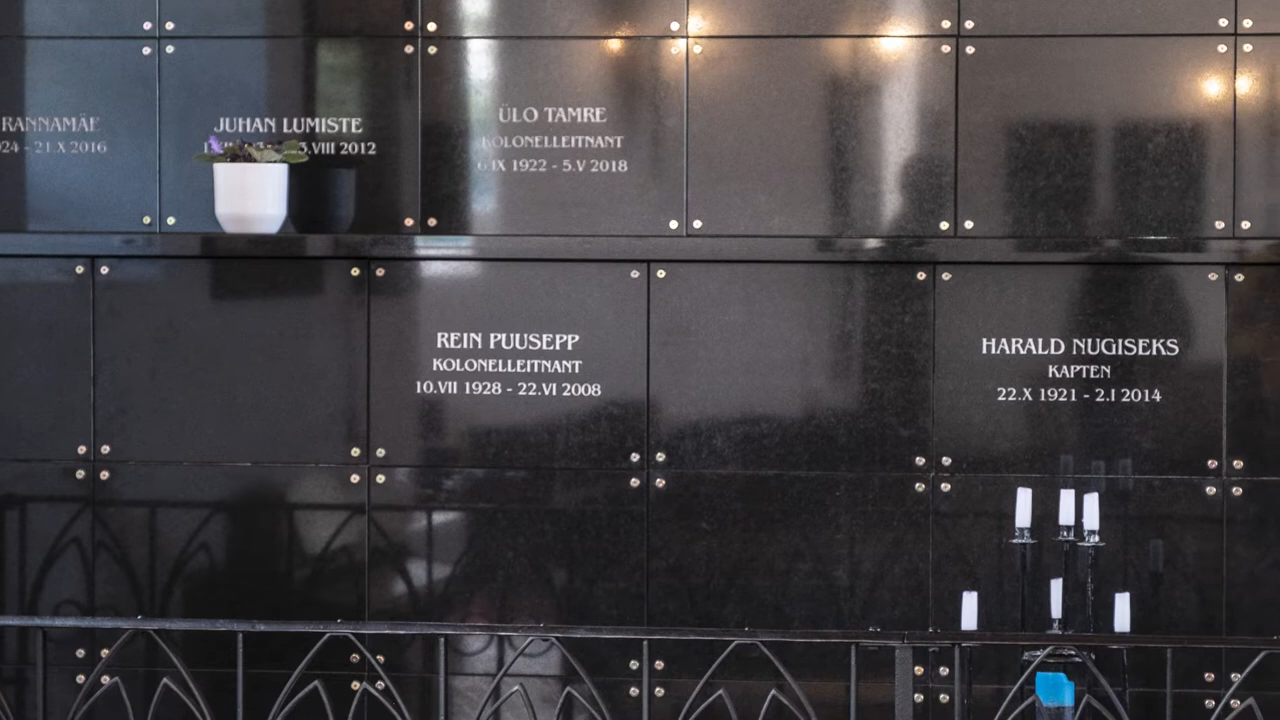 RANNAMÄE
24 - 21.X 2016
JUHAN LUMISTE
3.VIII 2012
ÜLO TAMRE
KOLONELLEITNANT
6 IX 1922 - 5.V 2018
REIN PUUSEPP
KOLONELLEITNANT
10.VII 1928 - 22.VI 2008
HARALD NUGISEKS
KAPTEN
22.X 1921 - 2.I 2014